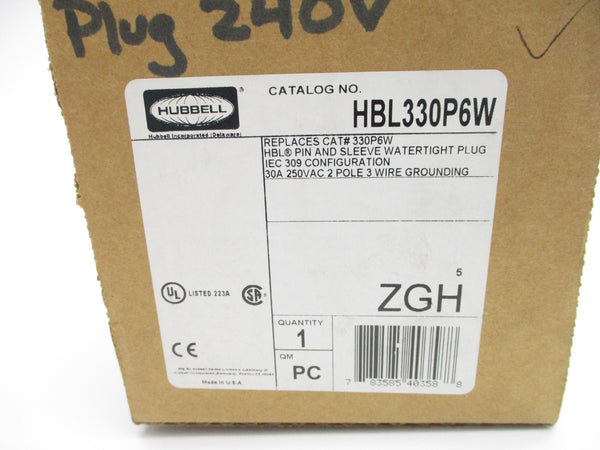 Plug 240V
HUBBELL®
Hubbell Incorporated (Delaware)
CATALOG NO.
HBL330P6W
REPLACES CAT# 330P6W
HBL® PIN AND SLEEVE WATERTIGHT PLUG
IEC 309 CONFIGURATION
30A 250VAC 2 POLE 3 WIRE GROUNDING
UL LISTED 223A SA
5
ZGH
QUANTITY
1
QM
PC
CE
Made in U.S.A
7 83585 40358 8